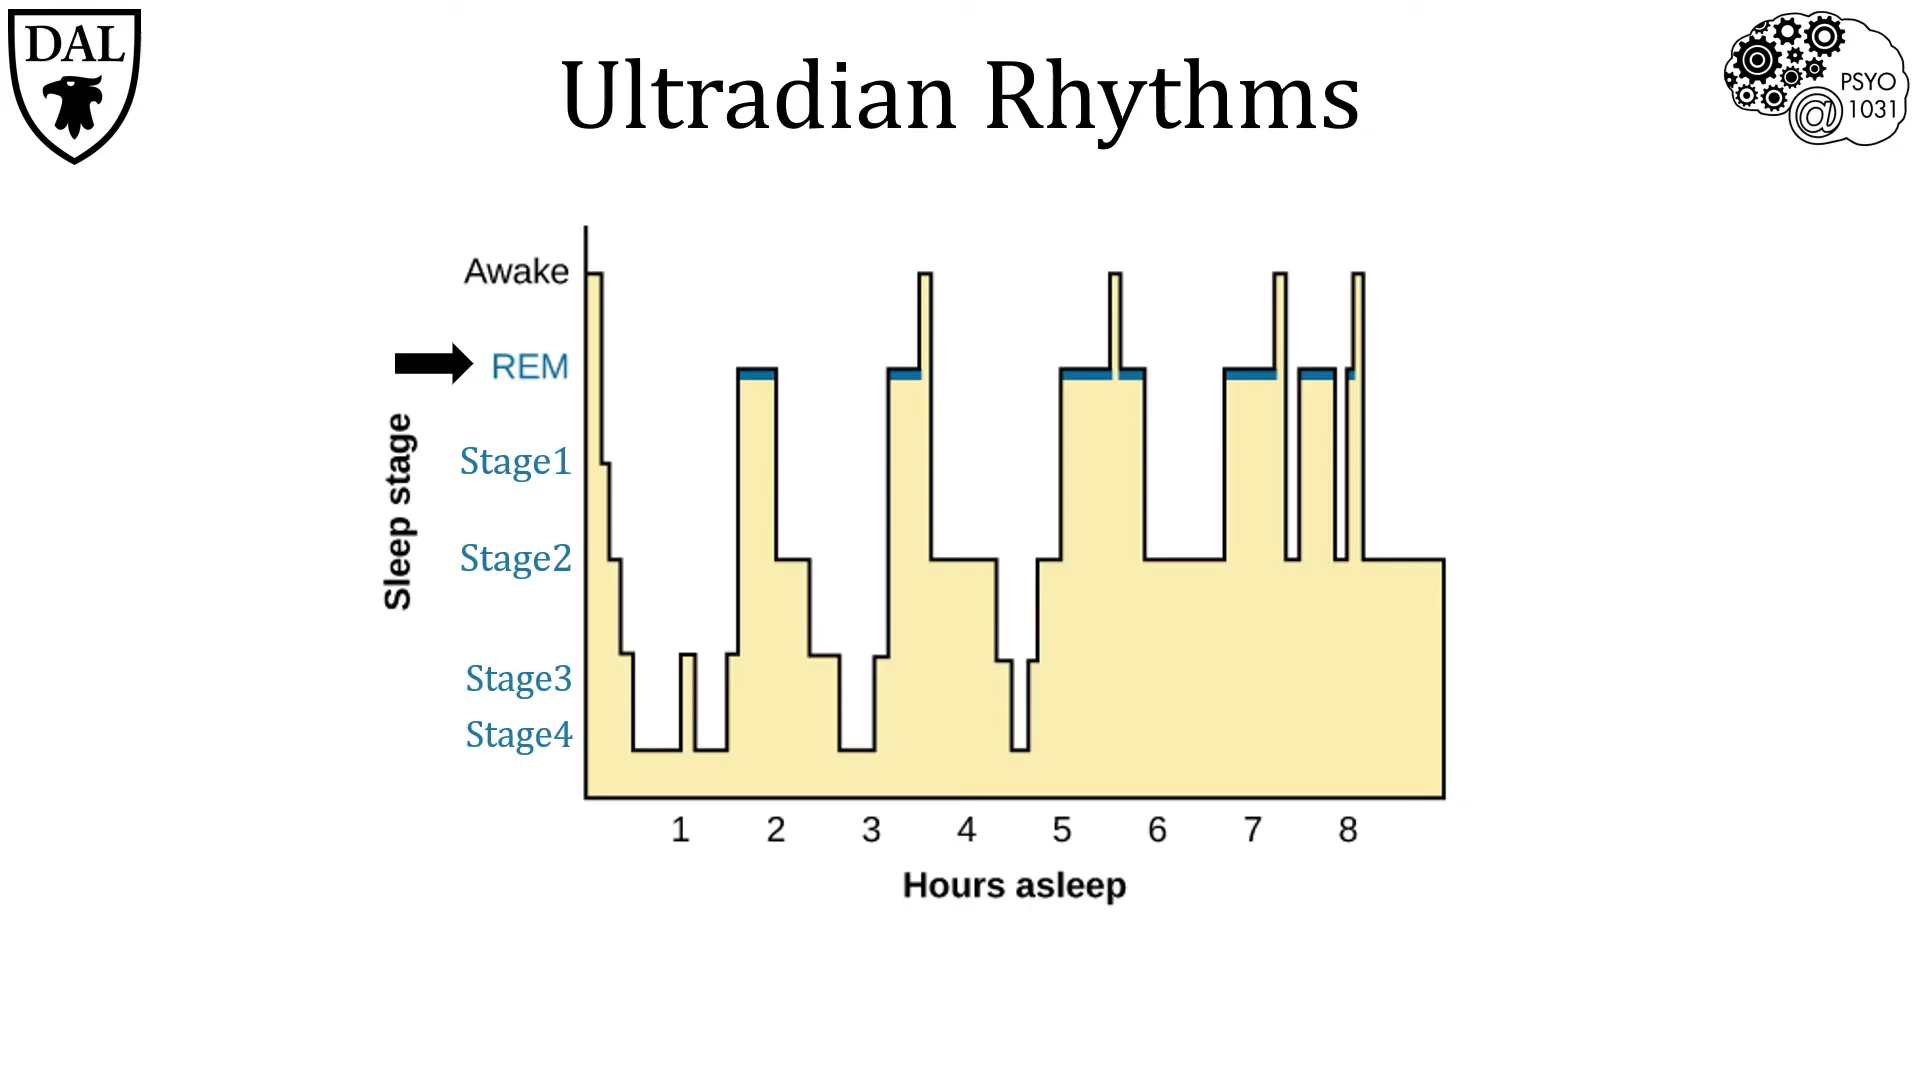 DAL
Ultradian Rhythms
PSYO
@ 1031
Awake
REM
Stage1
Stage2
Stage3
Stage4
Sleep stage
1 2 3 4 5 6 7 8
Hours asleep